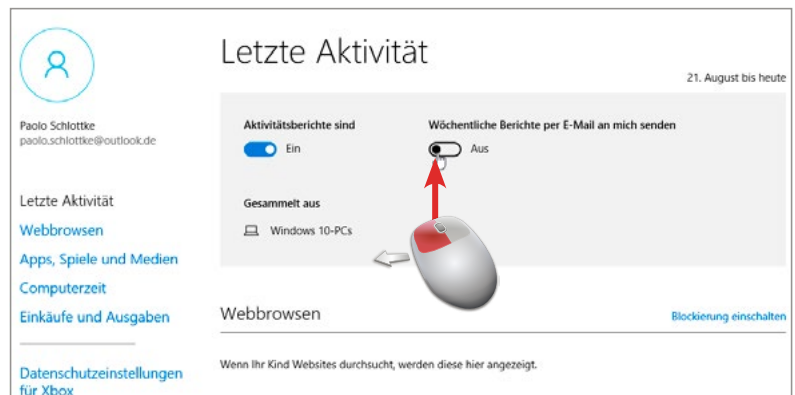 Letzte Aktivität
21. August bis heute
Paolo Schlottke
paolo.schlottke@outlook.de
Aktivitätsberichte sind
Wöchentliche Berichte per E-Mail an mich senden
Ein
Aus
Gesammelt aus
Windows 10-PCs
Letzte Aktivität
Webbrowsen
Apps, Spiele und Medien
Computerzeit
Einkäufe und Ausgaben
Datenschutzeinstellungen
für Xbox
Webbrowsen
Blockierung einschalten
Wenn Ihr Kind Websites durchsucht, werden diese hier angezeigt.